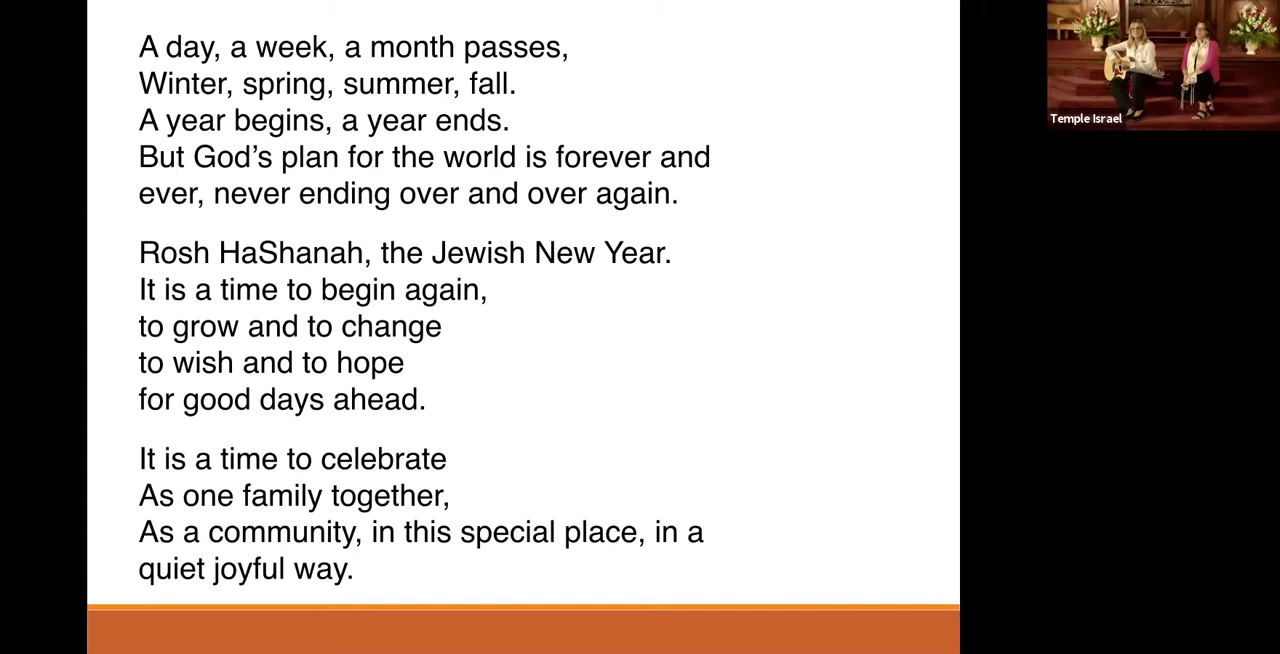 A day, a week, a month passes,
Winter, spring, summer, fall.
A year begins, a year ends.
But God’s plan for the world is forever and
ever, never ending over and over again.
Rosh HaShanah, the Jewish New Year.
It is a time to begin again,
to grow and to change
to wish and to hope
for good days ahead.
It is a time to celebrate
As one family together,
As a community, in this special place, in a
quiet joyful way.
Temple Israel